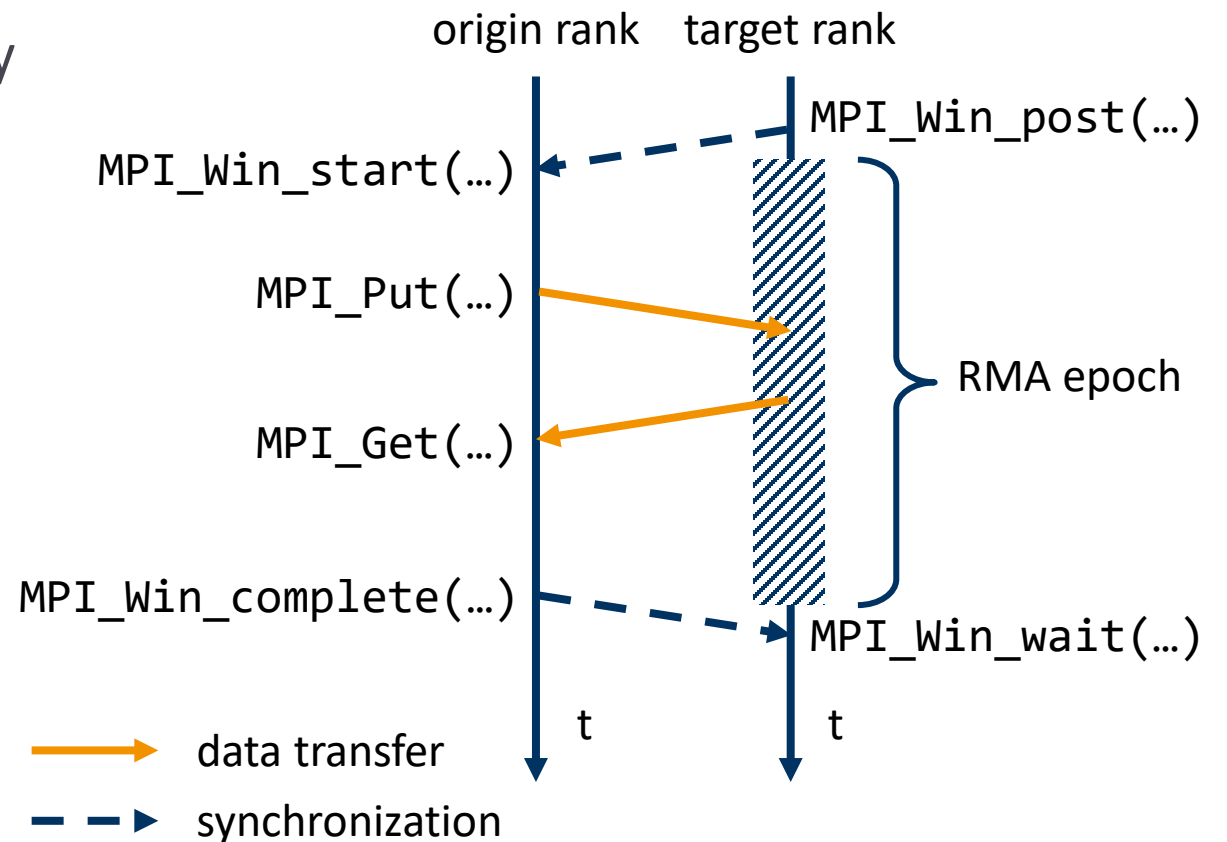 origin rank target rank
y
MPI_Win_post(…)
MPI_Win_start(…)
MPI_Put(…)
RMA epoch
MPI_Get(…)
MPI_Win_complete(…)
MPI_Win_wait(…)
t t
data transfer
synchronization